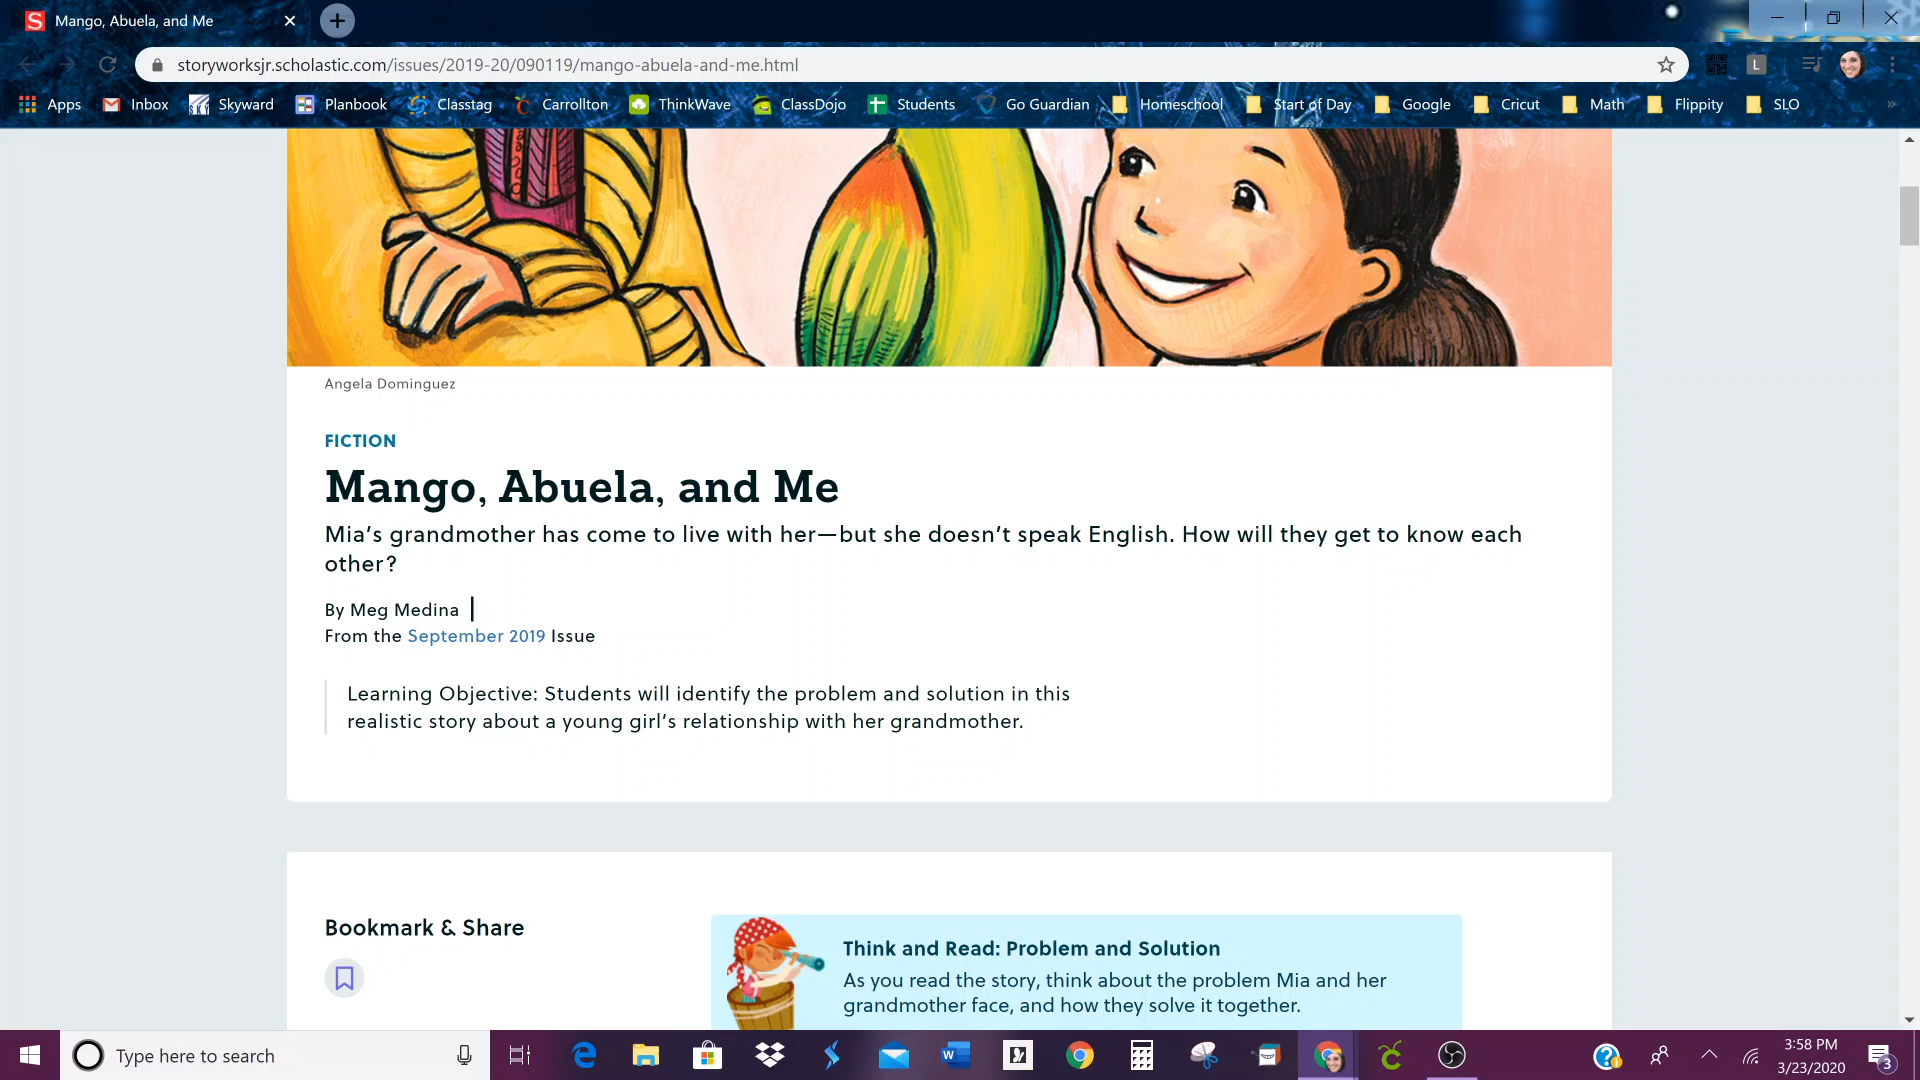 Mango, Abuela, and Me
storyworksjr.scholastic.com/issues/2019-20/090119/mango-abuela-and-me.html
L
Apps Inbox Skyward Planbook Classtag Carrollton ThinkWave ClassDojo Students Go Guardian Homeschool Start of Day Google Cricut Math Flippity SLO »
Angela Dominguez
FICTION
Mango, Abuela, and Me
Mia's grandmother has come to live with her—but she doesn't speak English. How will they get to know each
other?
By Meg Medina |
From the September 2019 Issue
Learning Objective: Students will identify the problem and solution in this
realistic story about a young girl's relationship with her grandmother.
Bookmark & Share
Think and Read: Problem and Solution
As you read the story, think about the problem Mia and her
grandmother face, and how they solve it together.
Type here to search
3:58 PM
3/23/2020
3